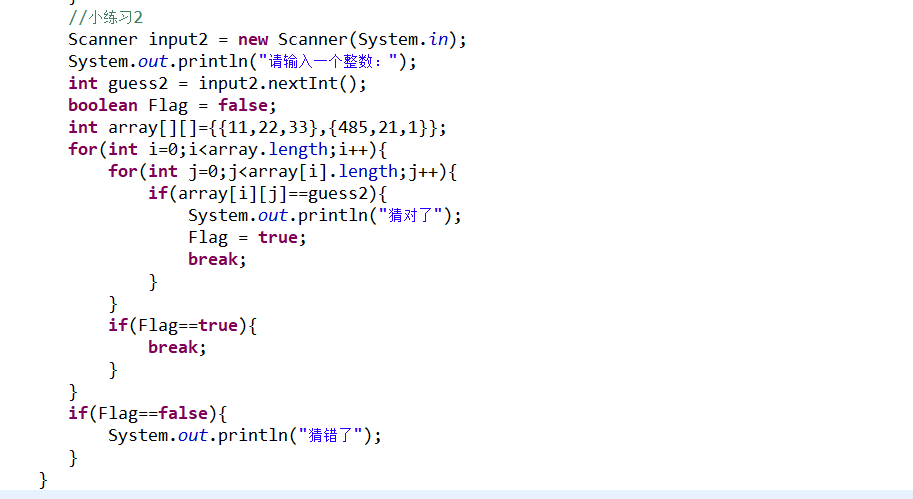 //小练习2
Scanner input2 = new Scanner(System.in);
System.out.println("请输入一个整数：");
int guess2 = input2.nextInt();
boolean Flag = false;
int array[][]={{11,22,33},{485,21,1}};
for(int i=0;i<array.length;i++){
for(int j=0;j<array[i].length;j++){
if(array[i][j]==guess2){
System.out.println("猜对了");
Flag = true;
break;
}
}
if(Flag==true){
break;
}
}
if(Flag==false){
System.out.println("猜错了");
}
}